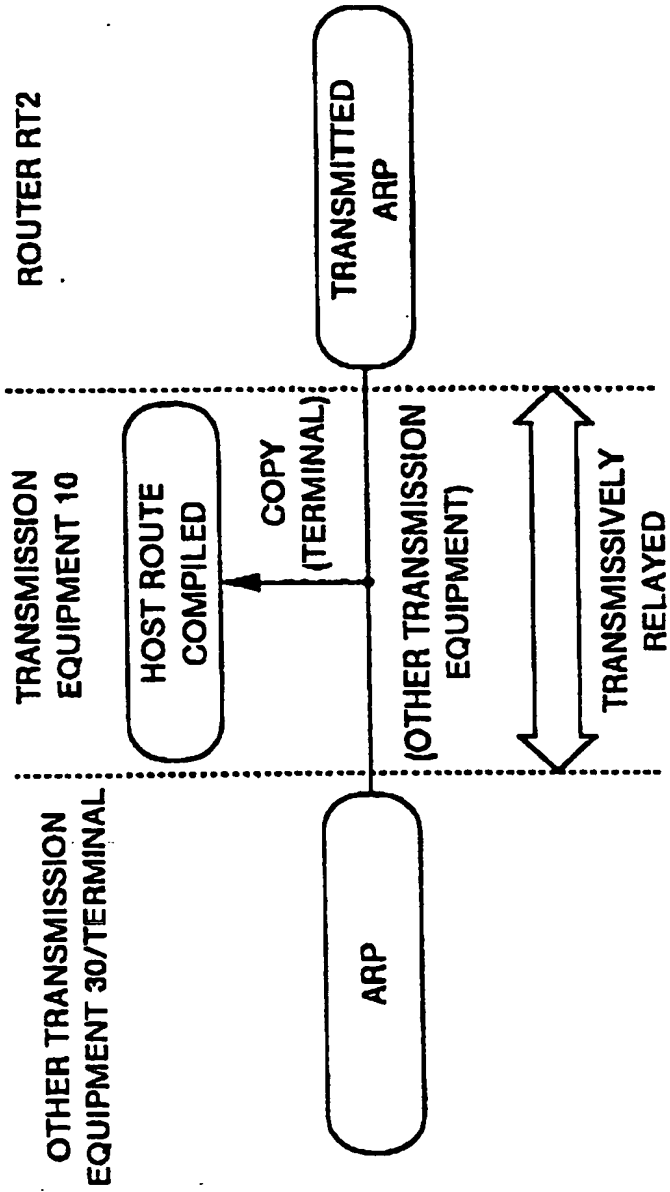 OTHER TRANSMISSION
EQUIPMENT 30/TERMINAL
TRANSMISSION
EQUIPMENT 10
ROUTER RT2
HOST ROUTE
COMPILED
COPY
(TERMINAL)
ARP
(OTHER TRANSMISSION
EQUIPMENT)
TRANSMITTED
ARP
TRANSMISSIVELY
RELAYED